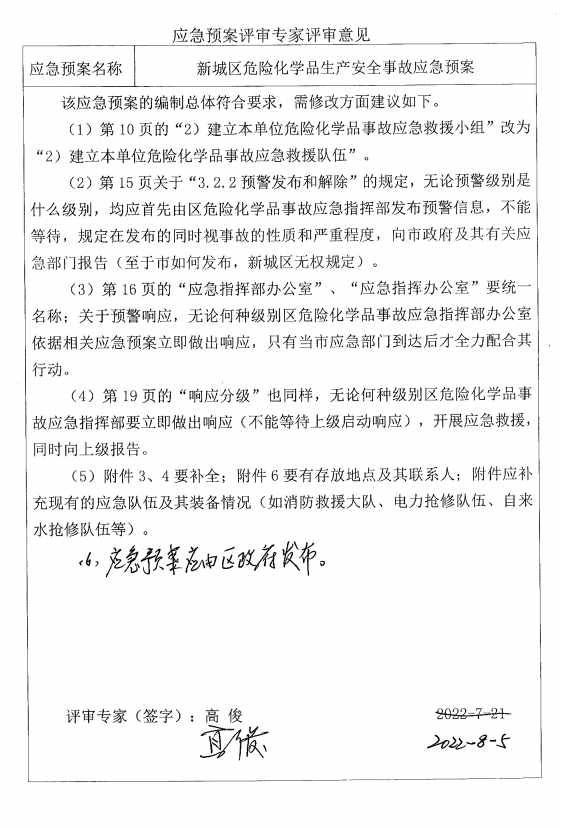 应急预案评审专家评审意见
应急预案名称 新城区危险化学品生产安全事故应急预案
该应急预案的编制总体符合要求，需修改方面建议如下。
（1）第10页的“2）建立本单位危险化学品事故应急救援小组”改为
“2）建立本单位危险化学品事故应急救援队伍”。
（2）第15页关于“3.2.2预警发布和解除”的规定，无论预警级别是
什么级别，均应首先由区危险化学品事故应急指挥部发布预警信息，不能
等待，规定在发布的同时视事故的性质和严重程度，向市政府及其有关应
急部门报告（至于市如何发布，新城区无权规定）。
（3）第16页的“应急指挥部办公室”、“应急指挥办公室”要统一
名称；关于预警响应，无论何种级别区危险化学品事故应急指挥部办公室
依据相关应急预案立即做出响应，只有当市应急部门到达后才全力配合其
行动。
（4）第19页的“响应分级”也同样，无论何种级别区危险化学品事
故应急指挥部要立即做出响应（不能等待上级启动响应），开展应急救援，
同时向上级报告。
（5）附件3、4要补全；附件6要有存放地点及其联系人；附件应补
充现有的应急队伍及其装备情况（如消防救援大队、电力抢修队伍、自来
水抢修队伍等）。
（6）应急预案应由区政府发布。
评审专家（签字）：高 俊 2022-7-21
高俊 2022-8-5